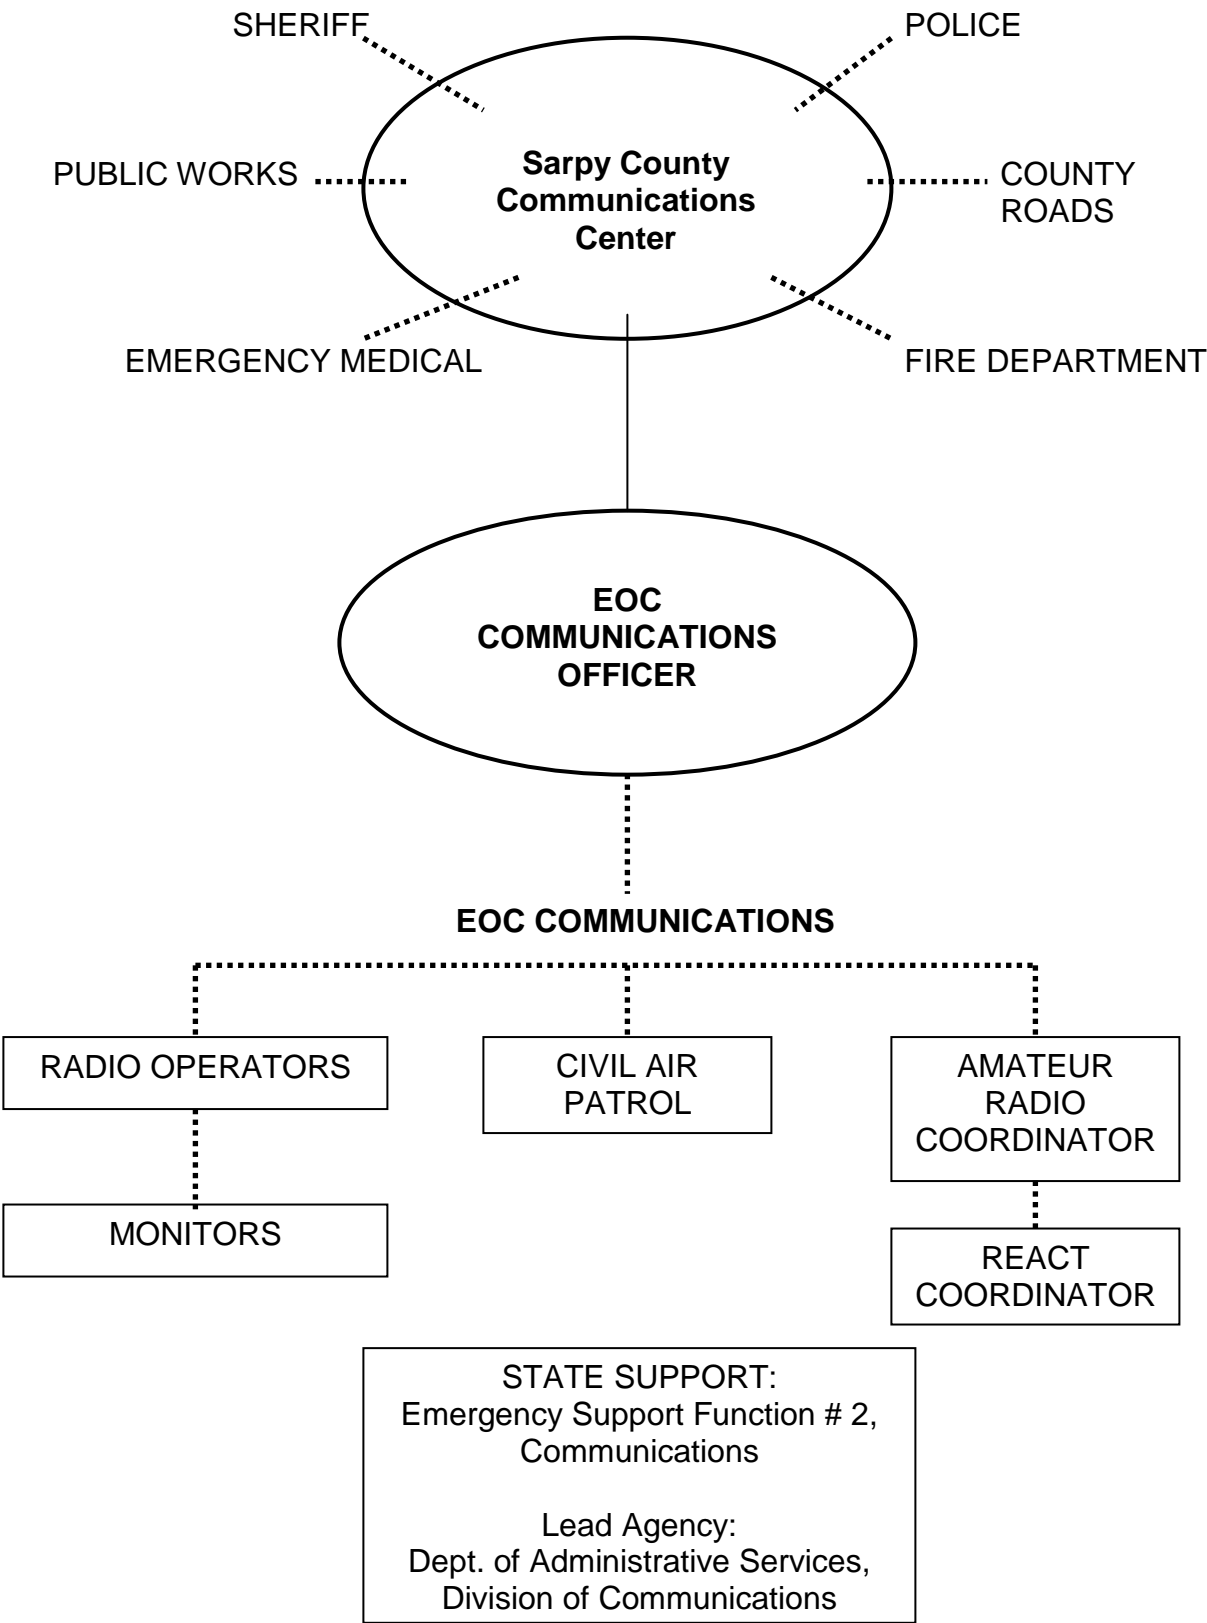 SHERIFF
POLICE
PUBLIC WORKS
Sarpy County
Communications
Center
COUNTY
ROADS
EMERGENCY MEDICAL
FIRE DEPARTMENT
EOC
COMMUNICATIONS
OFFICER
EOC COMMUNICATIONS
RADIO OPERATORS
CIVIL AIR
PATROL
AMATEUR
RADIO
COORDINATOR
MONITORS
REACT
COORDINATOR
STATE SUPPORT:
Emergency Support Function # 2,
Communications
Lead Agency:
Dept. of Administrative Services,
Division of Communications